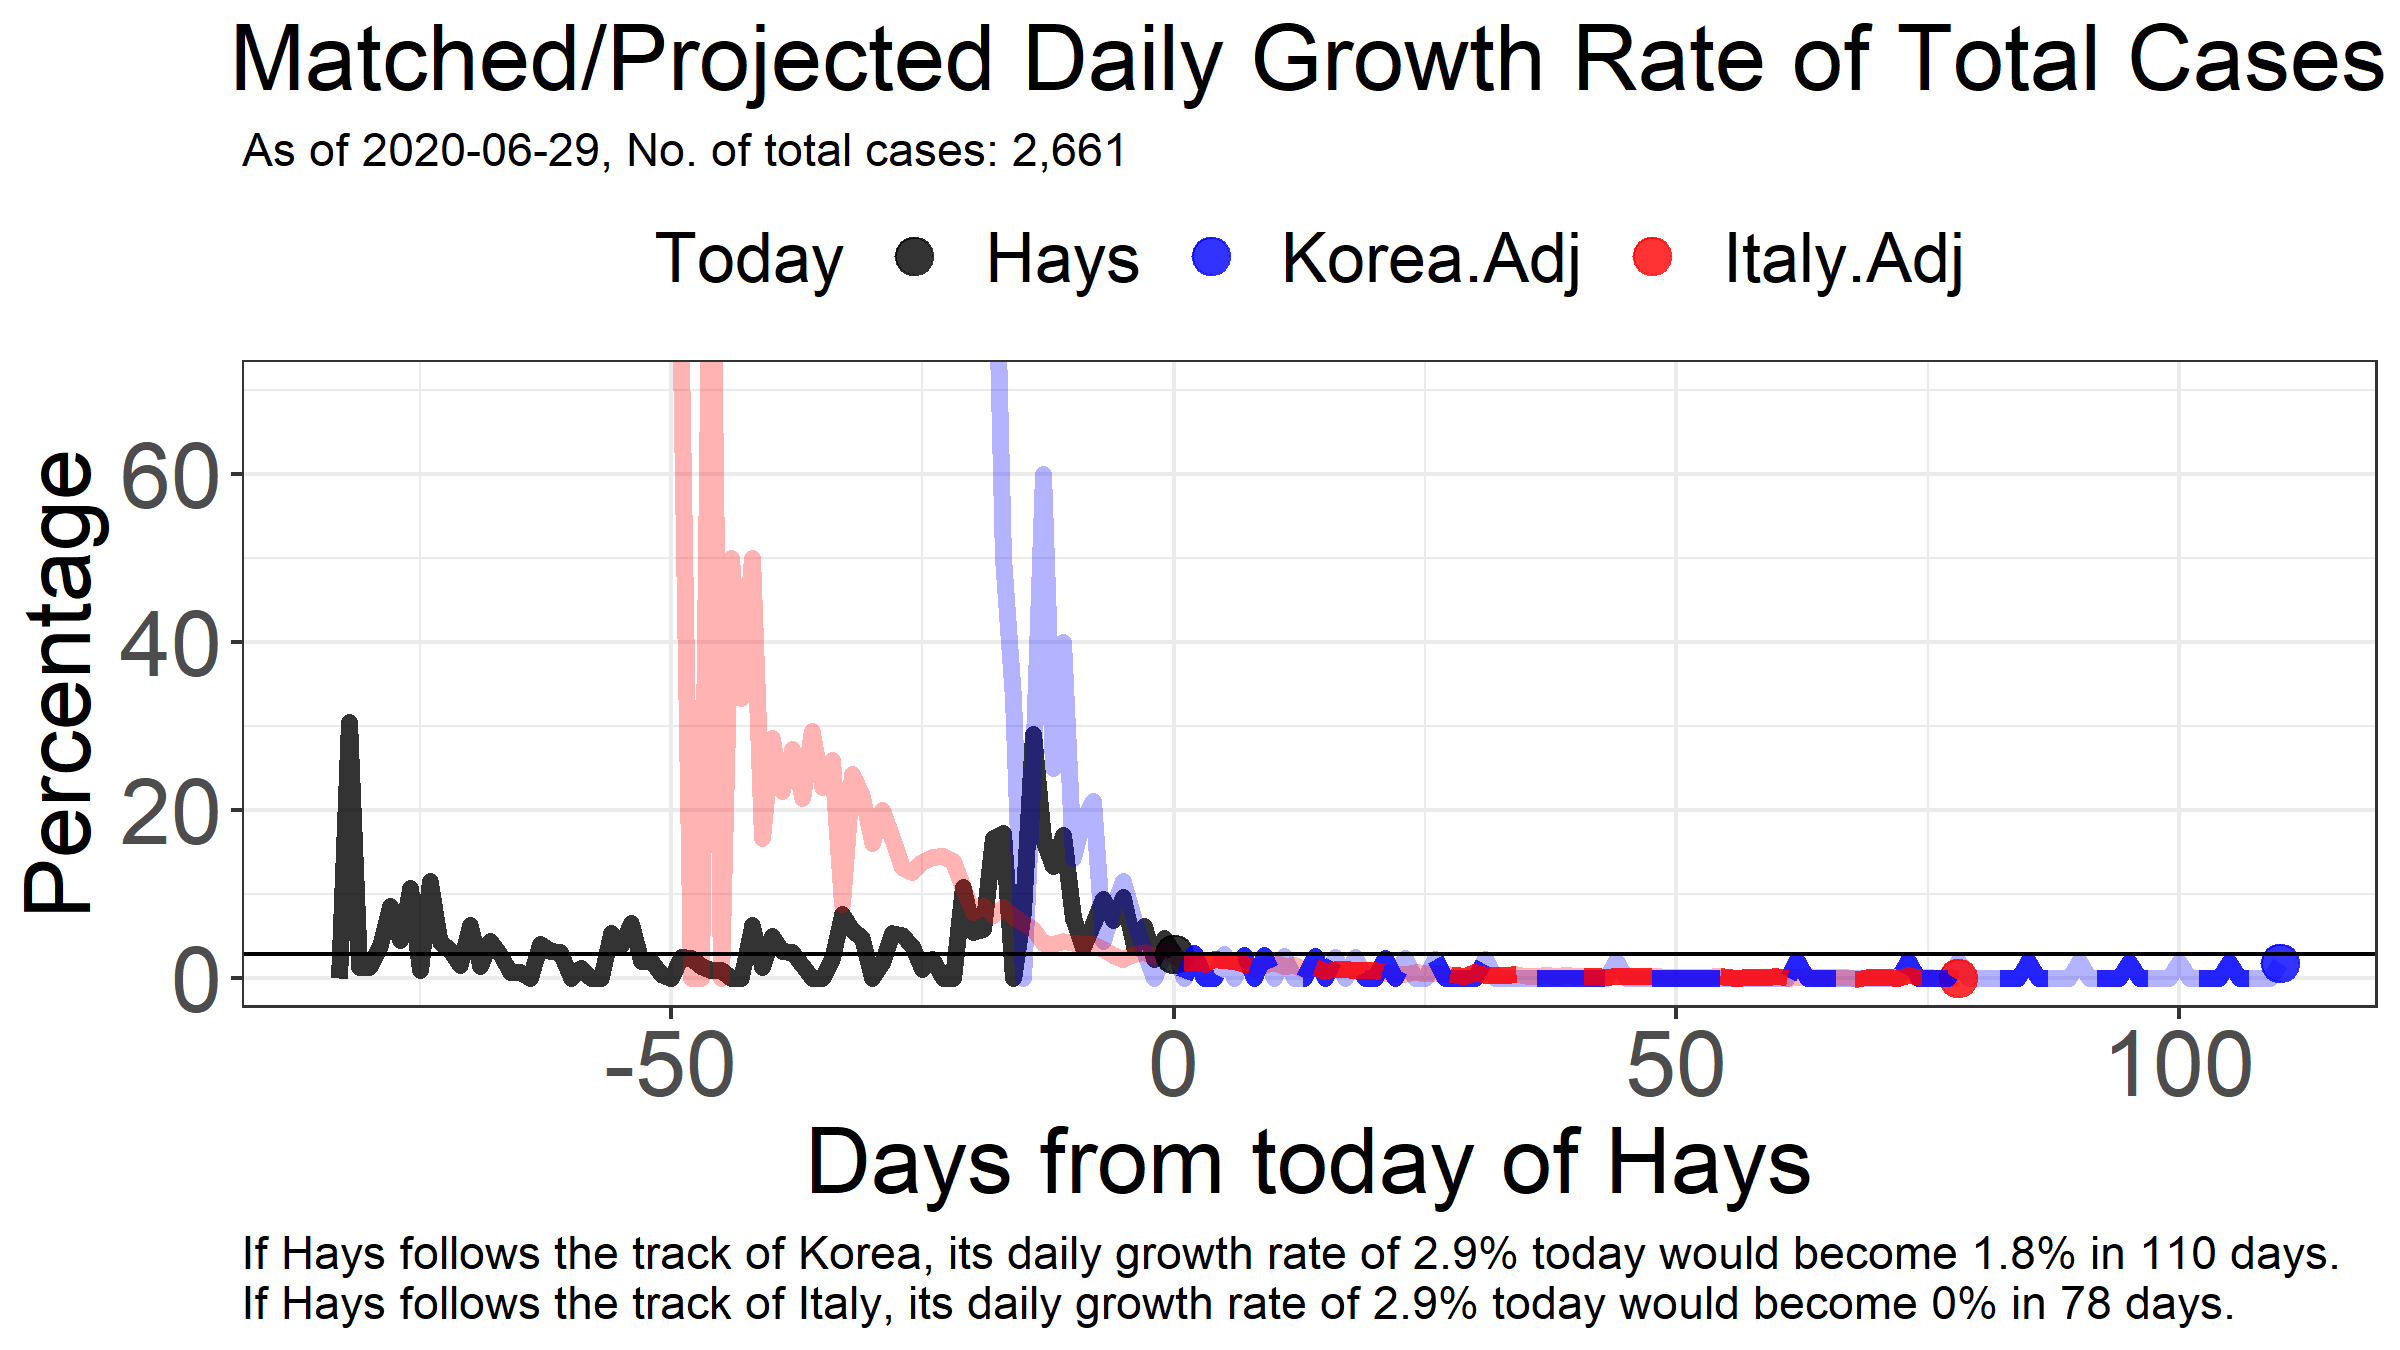 Matched/Projected Daily Growth Rate of Total Cases
As of 2020-06-29, No. of total cases: 2,661
Today Hays Korea.Adj Italy.Adj
Percentage
60
40
20
0
-50 0 50 100
Days from today of Hays
If Hays follows the track of Korea, its daily growth rate of 2.9% today would become 1.8% in 110 days.
If Hays follows the track of Italy, its daily growth rate of 2.9% today would become 0% in 78 days.